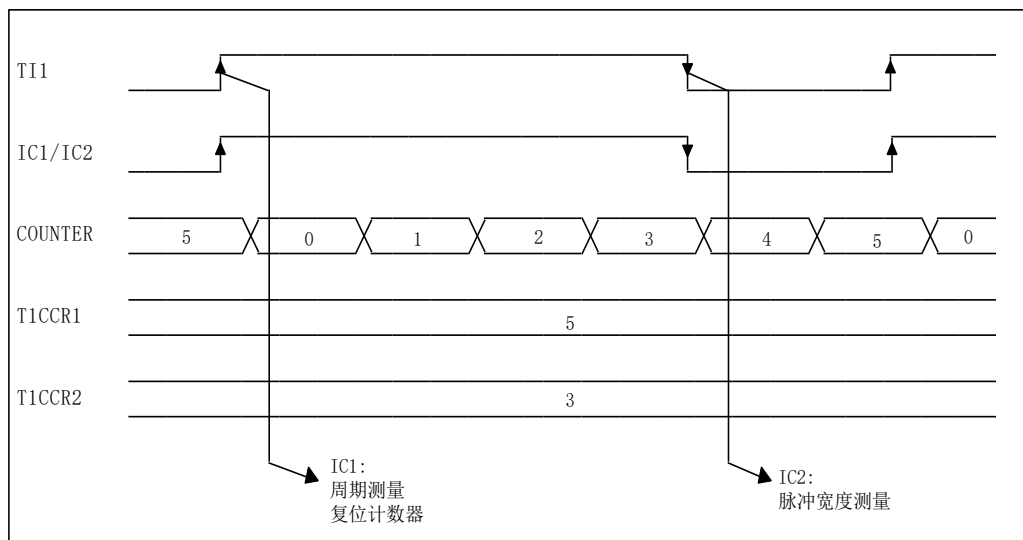 TI1
IC1/IC2
COUNTER 5 0 1 2 3 4 5 0
T1CCR1 5
T1CCR2 3
IC1:
周期测量
复位计数器
IC2:
脉冲宽度测量